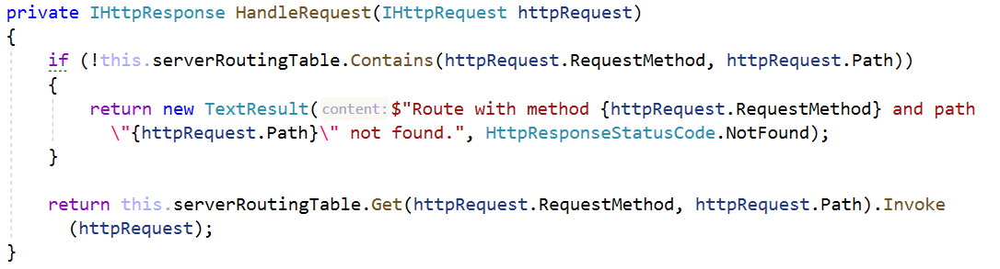 private IHttpResponse HandleRequest(IHttpRequest httpRequest)
{
    if (!this.serverRoutingTable.Contains(httpRequest.RequestMethod, httpRequest.Path))
    {
        return new TextResult(content:$"Route with method {httpRequest.RequestMethod} and path
          \"{httpRequest.Path}\" not found.", HttpResponseStatusCode.NotFound);
    }

    return this.serverRoutingTable.Get(httpRequest.RequestMethod, httpRequest.Path).Invoke
      (httpRequest);
}